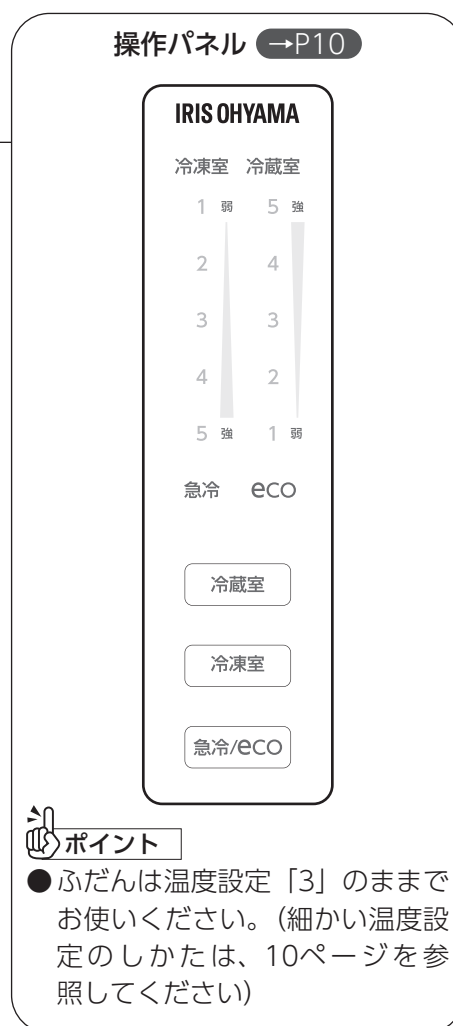 操作パネル →P10
IRIS OHYAMA
冷凍室 冷蔵室
1 弱 5 強
2 4
3 3
4 2
5 強 1 弱
急冷 eco
冷蔵室
冷凍室
急冷/eco
ポイント
●ふだんは温度設定「3」のままで
お使いください。(細かい温度設
定のしかたは、10ページを参
照してください)